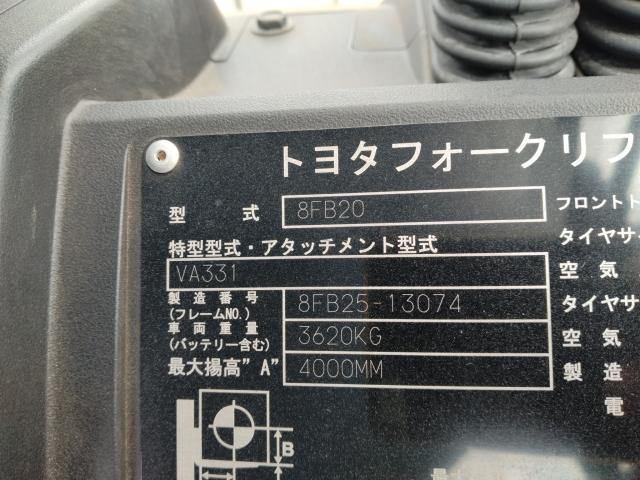 トヨタフォークリフ
型 式 8FB20 フロントト
特型型式・アタッチメント型式 タイヤサイ
VA331 空気
製造番号 8FB25-13074 タイヤサ
(フレームNO.)
車両重量 3620KG 空気
(バッテリー含む)
最大揚高"A" 4000MM 製造
電
B